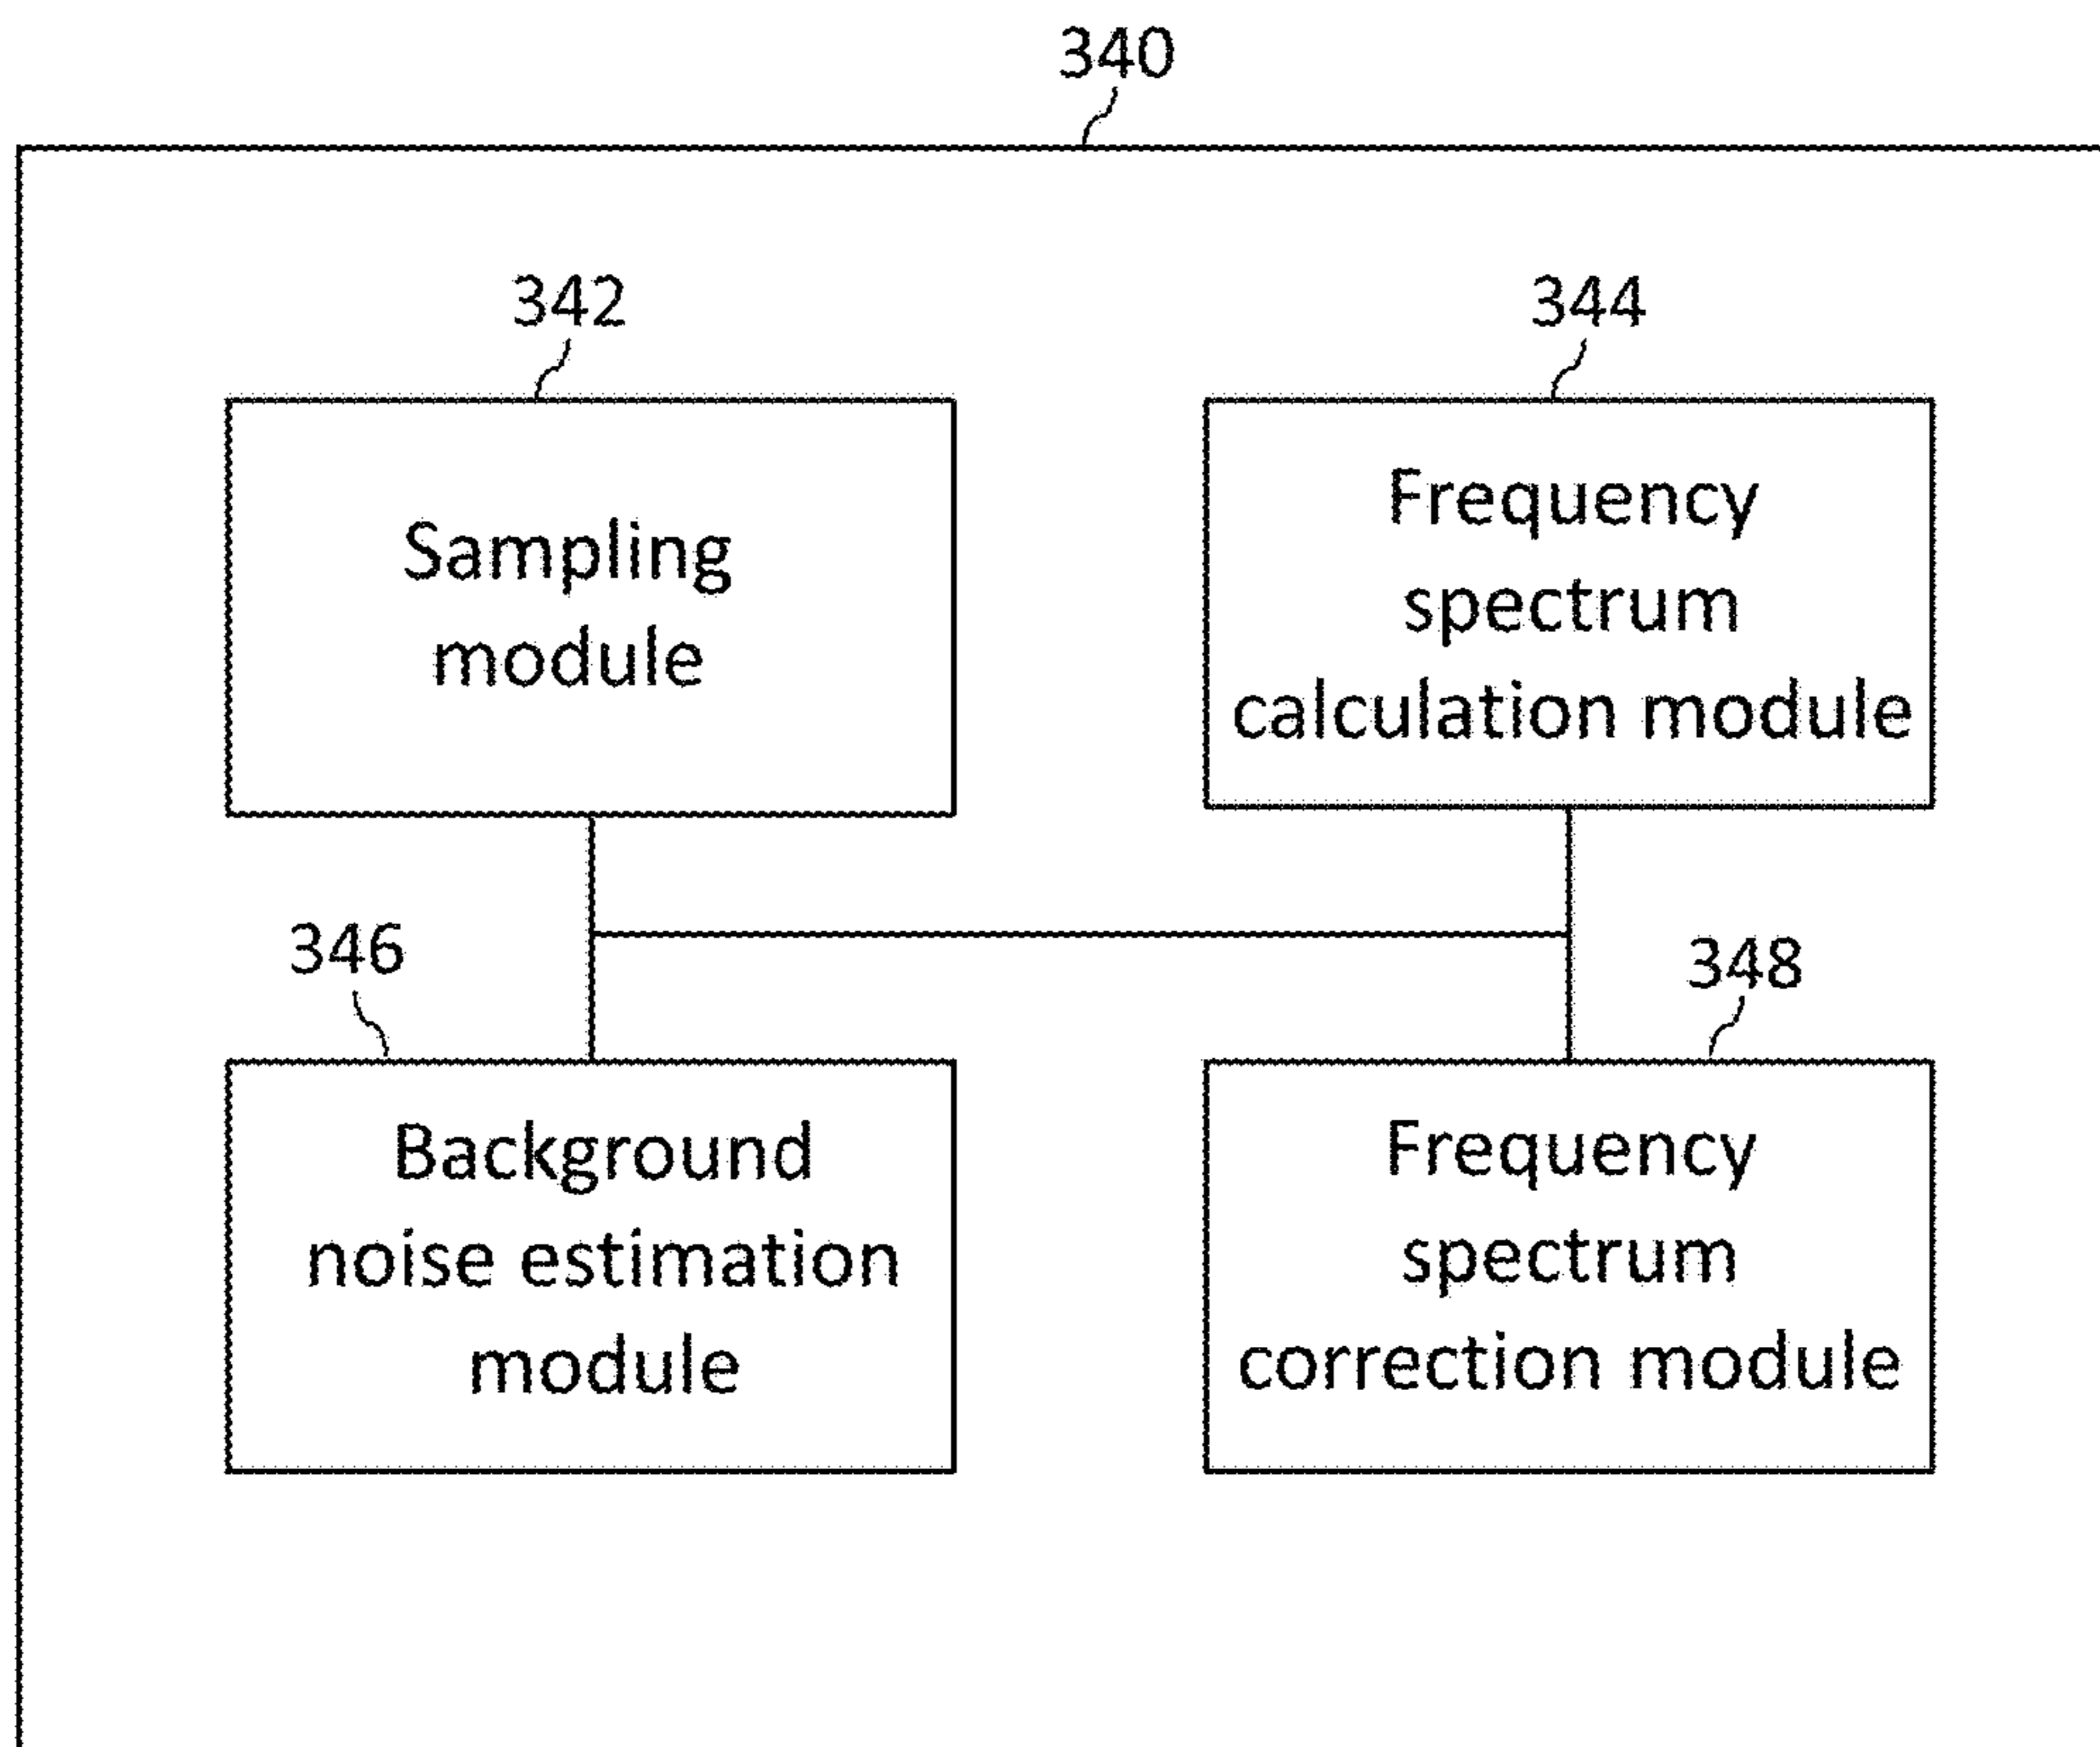 340
342
344
Sampling
module
Frequency
spectrum
calculation module
346
348
Background
noise estimation
module
Frequency
spectrum
correction module